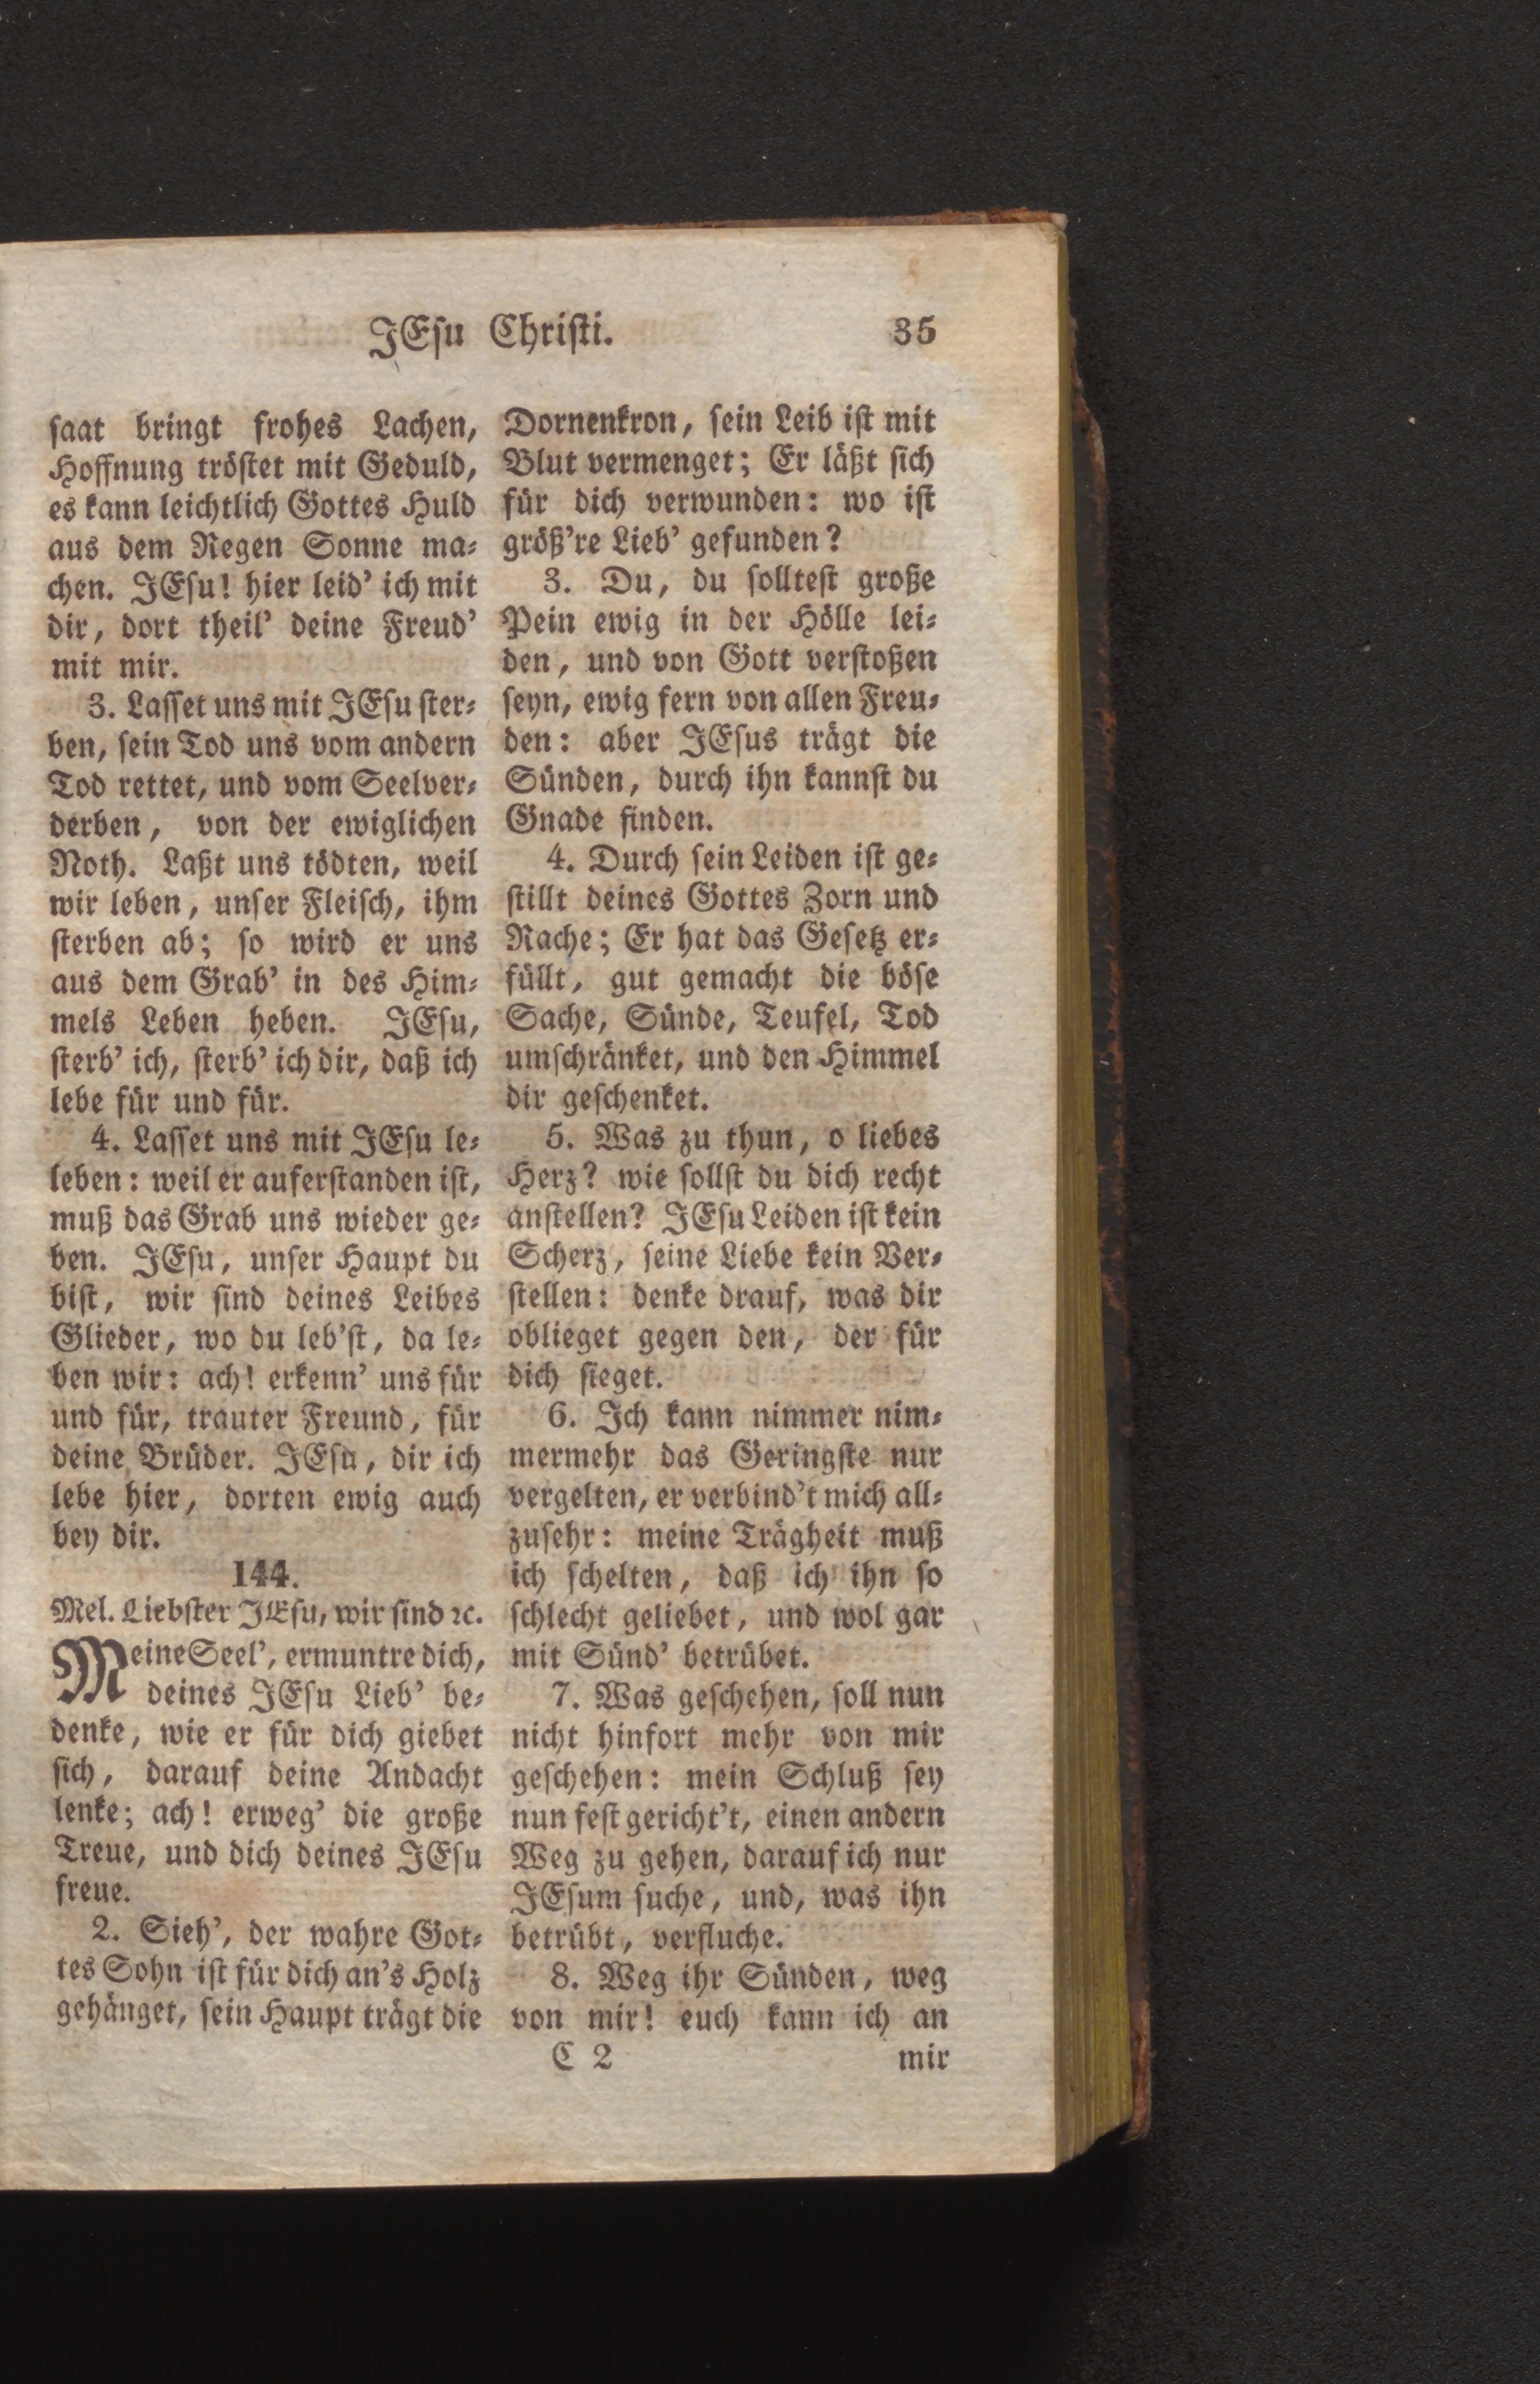 JEſu Chriſti. 35
ſaat bringt frohes Lachen,
Hoffnung tröſtet mit Geduld,
es kann leichtlich Gottes Huld
aus dem Regen Sonne ma⸗
chen. JEſu! hier leid' ich mit
dir, dort theil' deine Freud'
mit mir.
3. Laſſet uns mit JEſu ſter⸗
ben, ſein Tod uns vom andern
Tod rettet, und vom Seelver⸗
derben, von der ewiglichen
Noth. Laßt uns tödten, weil
wir leben, unſer Fleiſch, ihm
ſterben ab; ſo wird er uns
aus dem Grab' in des Him⸗
mels Leben heben. JEſu,
ſterb' ich, ſterb' ich dir, daß ich
lebe für und für.
4. Laſſet uns mit JEſu le⸗
leben: weil er auferſtanden iſt,
muß das Grab uns wieder ge⸗
ben. JEſu, unſer Haupt du
biſt, wir ſind deines Leibes
Glieder, wo du leb'ſt, da le⸗
ben wir: ach! erkenn' uns für
und für, trauter Freund, für
deine Brüder. JEſu, dir ich
lebe hier, dorten ewig auch
bey dir.
144.
Mel. Liebſter JEſu, wir ſind ꝛc.
Meine Seel', ermuntre dich,
deines JEſu Lieb' be⸗
denke, wie er für dich giebet
ſich, darauf deine Andacht
lenke; ach! erweg' die große
Treue, und dich deines JEſu
freue.
2. Sieh', der wahre Got⸗
tes Sohn iſt für dich an's Holz
gehänget, ſein Haupt trägt die
Dornenkron, ſein Leib iſt mit
Blut vermenget; Er läßt ſich
für dich verwunden: wo iſt
größ're Lieb' gefunden?
3. Du, du ſollteſt große
Pein ewig in der Hölle lei⸗
den, und von Gott verſtoßen
ſeyn, ewig fern von allen Freu⸗
den: aber JEſus trägt die
Sünden, durch ihn kannſt du
Gnade finden.
4. Durch ſein Leiden iſt ge⸗
ſtillt deines Gottes Zorn und
Rache; Er hat das Geſetz er⸗
füllt, gut gemacht die böſe
Sache, Sünde, Teufel, Tod
umſchränket, und den Himmel
dir geſchenket.
5. Was zu thun, o liebes
Herz? wie ſollſt du dich recht
anſtellen? JEſu Leiden iſt kein
Scherz, ſeine Liebe kein Ver⸗
ſtellen: denke drauf, was dir
oblieget gegen den, der für
dich ſieget.
6. Ich kann nimmer nim⸗
mermehr das Geringſte nur
vergelten, er verbind't mich all⸗
zuſehr: meine Trägheit muß
ich ſchelten, daß ich ihn ſo
ſchlecht geliebet, und wol gar
mit Sünd' betrübet.
7. Was geſchehen, ſoll nun
nicht hinfort mehr von mir
geſchehen: mein Schluß ſey
nun feſt gericht't, einen andern
Weg zu gehen, darauf ich nur
JEſum ſuche, und, was ihn
betrübt, verfluche.
8. Weg ihr Sünden, weg
von mir! euch kann ich an
C 2 mir